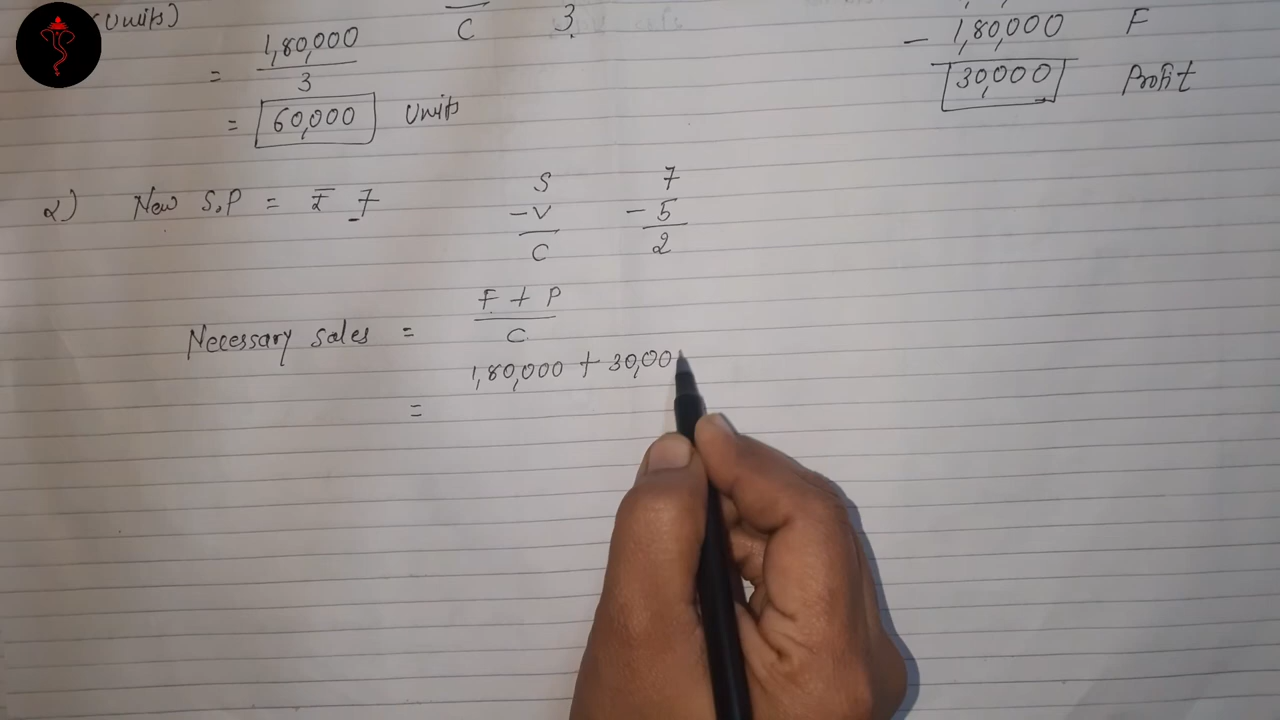 (Units)
C 3
= 1,80,000 / 3
= 60,000 Units
- 1,80,000 F
30,000 Profit
2) New S.P = ₹ 7
S 7
- V - 5
C 2
Necessary sales = F + P / C
= 1,80,000 + 30,00